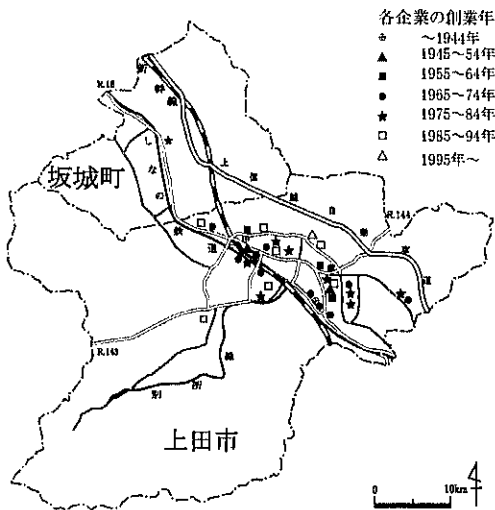 各企業の創業年
～1944年
1945～54年
1955～64年
1965～74年
1975～84年
1985～94年
1995年～
R.18
新幹線
しなの鉄道
上信越自動車道
R.144
坂城町
R.143
別所線
上田市
0 10km